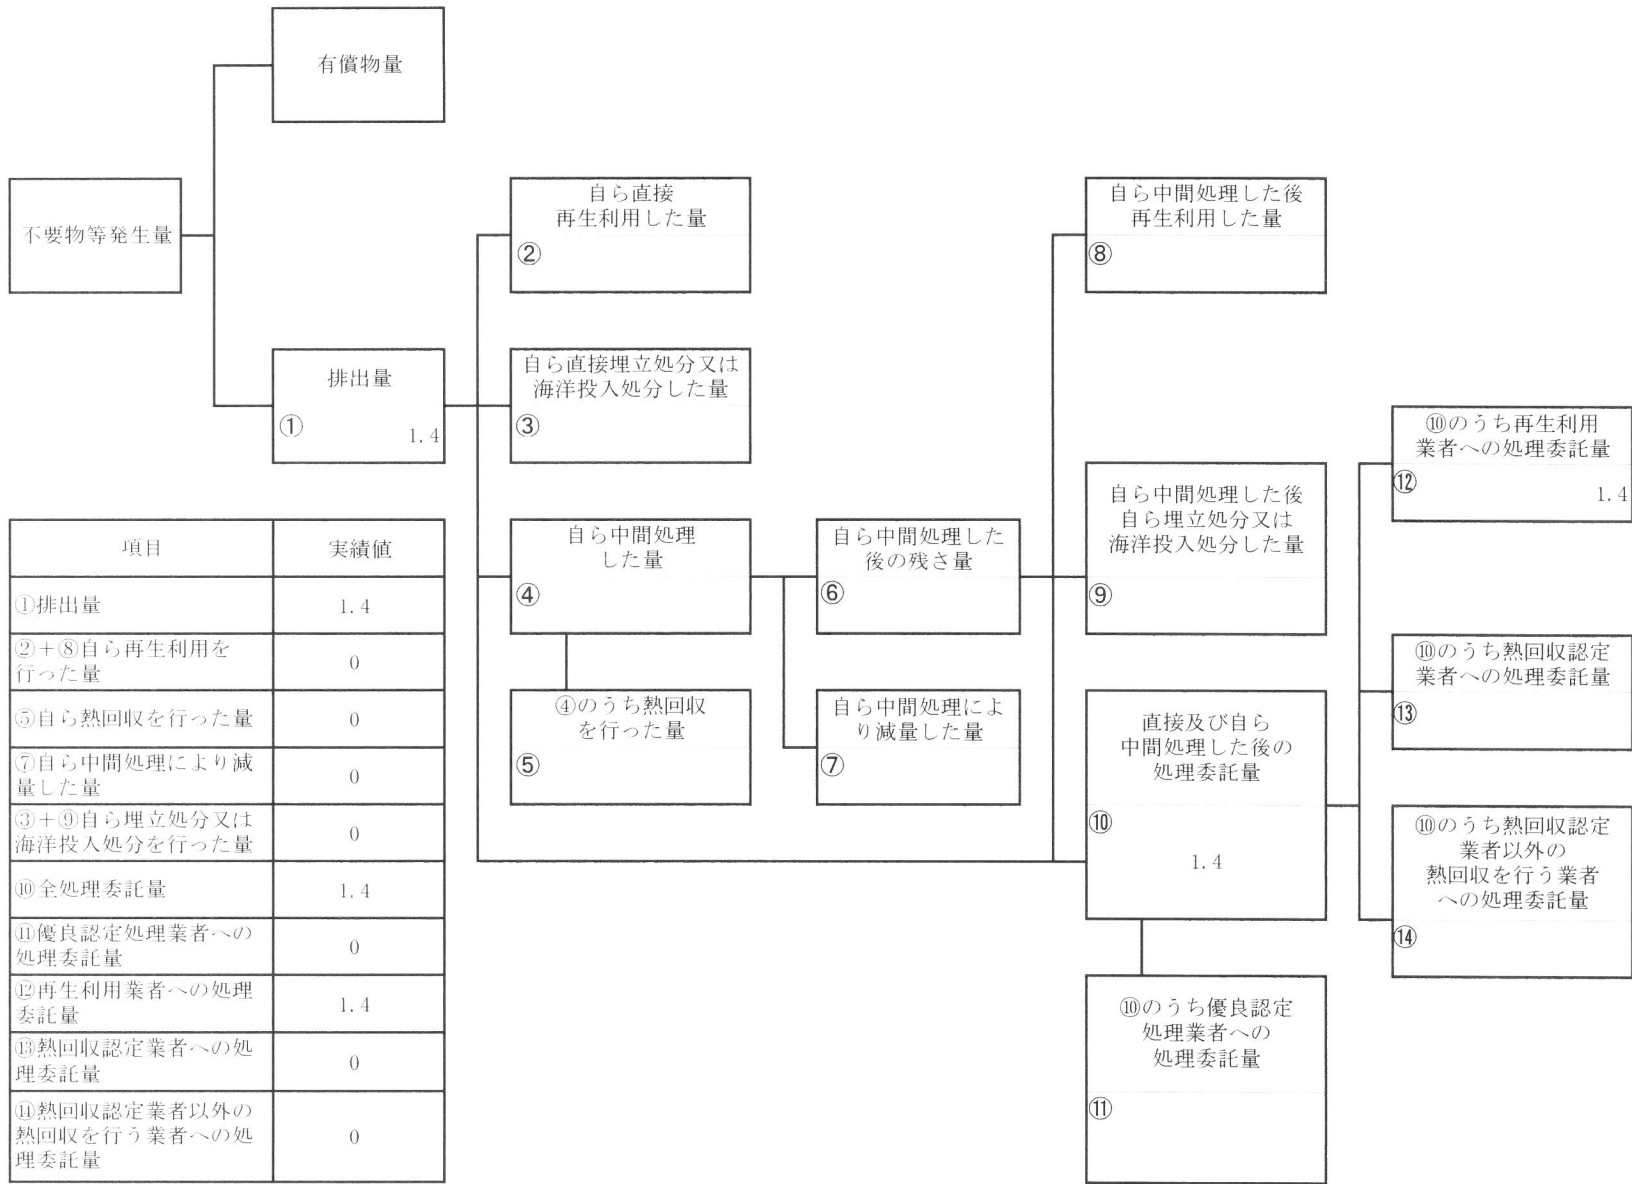 有償物量
不要物等発生量
排出量
①
1.4
自ら直接
再生利用した量
②
自ら直接埋立処分又は
海洋投入処分した量
③
自ら中間処理
した量
④
④のうち熱回収
を行った量
⑤
自ら中間処理した
後の残さ量
⑥
自ら中間処理によ
り減量した量
⑦
自ら中間処理した後
再生利用した量
⑧
自ら中間処理した後
自ら埋立処分又は
海洋投入処分した量
⑨
直接及び自ら
中間処理した後の
処理委託量
⑩
1.4
⑩のうち優良認定
処理業者への
処理委託量
⑪
⑩のうち再生利用
業者への処理委託量
⑫
1.4
⑩のうち熱回収認定
業者への処理委託量
⑬
⑩のうち熱回収認定
業者以外の
熱回収を行う業者
への処理委託量
⑭
項目 実績値
①排出量 1.4
②+⑧自ら再生利用を
行った量 0
⑤自ら熱回収を行った量 0
⑦自ら中間処理により減
量した量 0
③+⑨自ら埋立処分又は
海洋投入処分を行った量 0
⑩全処理委託量 1.4
⑪優良認定処理業者への
処理委託量 0
⑫再生利用業者への処理
委託量 1.4
⑬熱回収認定業者への処
理委託量 0
⑭熱回収認定業者以外の
熱回収を行う業者への処
理委託量 0